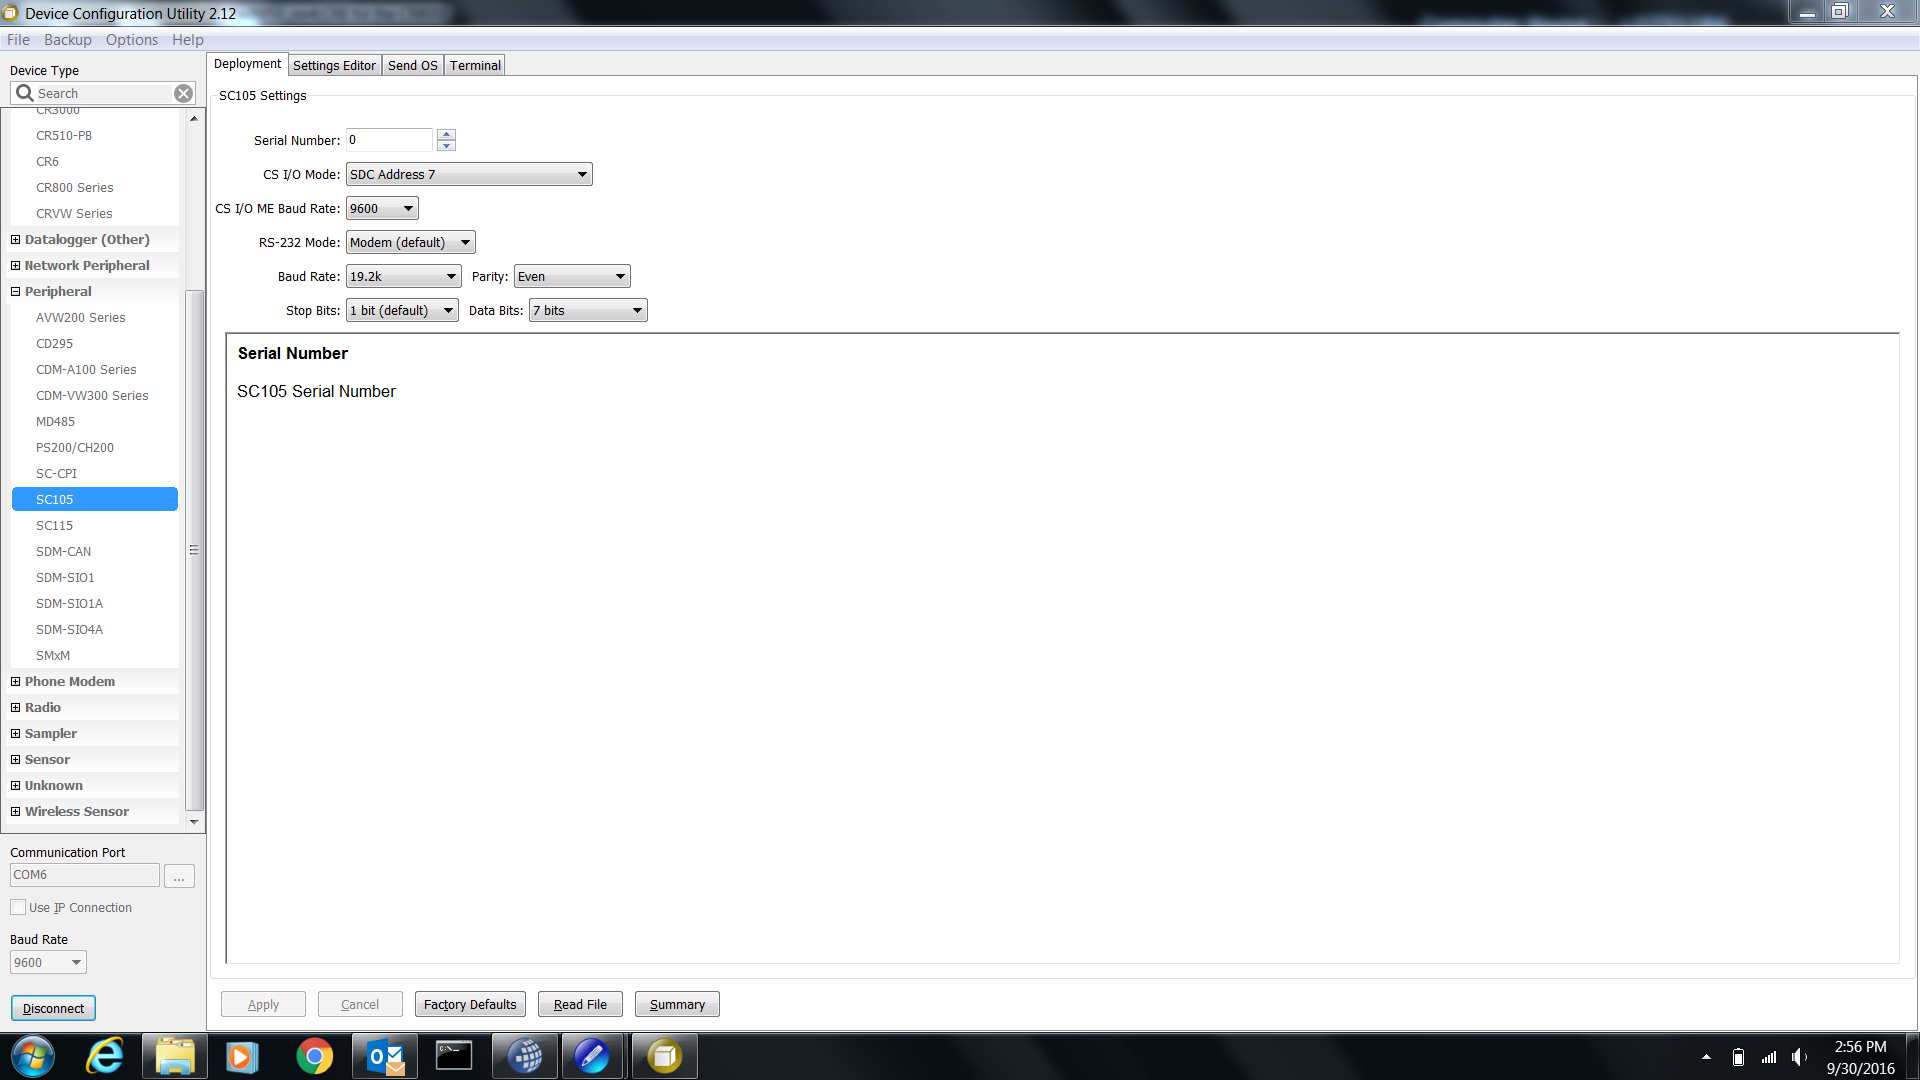 Device Configuration Utility 2.12
File Backup Options Help
Device Type
Search
CR3000
CR510-PB
CR6
CR800 Series
CRVW Series
Datalogger (Other)
Network Peripheral
Peripheral
AVW200 Series
CD295
CDM-A100 Series
CDM-VW300 Series
MD485
PS200/CH200
SC-CPI
SC105
SC115
SDM-CAN
SDM-SIO1
SDM-SIO1A
SDM-SIO4A
SMxM
Phone Modem
Radio
Sampler
Sensor
Unknown
Wireless Sensor
Communication Port
COM6 ...
Use IP Connection
Baud Rate
9600
Disconnect
Deployment Settings Editor Send OS Terminal
SC105 Settings
Serial Number: 0
CS I/O Mode: SDC Address 7
CS I/O ME Baud Rate: 9600
RS-232 Mode: Modem (default)
Baud Rate: 19.2k Parity: Even
Stop Bits: 1 bit (default) Data Bits: 7 bits
Serial Number
SC105 Serial Number
Apply Cancel Factory Defaults Read File Summary
2:56 PM
9/30/2016